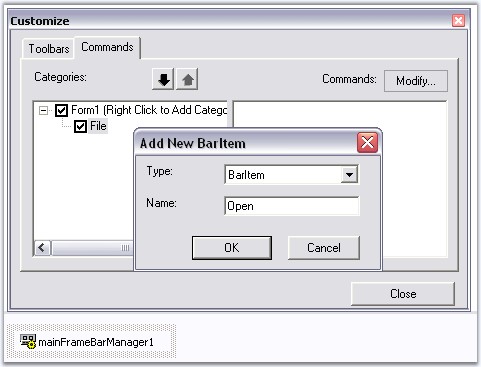 Customize
Toolbars
Commands
Categories:
Commands:
Modify...
Form1 (Right Click to Add Catego
File
Add New BarItem
Type:
BarItem
Name:
Open
OK
Cancel
Close
mainFrameBarManager1